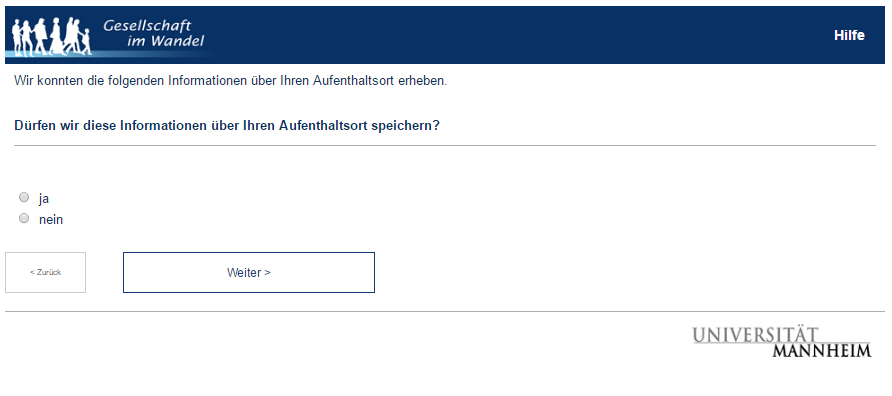 Gesellschaft
im Wandel
Hilfe
Wir konnten die folgenden Informationen über Ihren Aufenthaltsort erheben.
Dürfen wir diese Informationen über Ihren Aufenthaltsort speichern?
ja
nein
< Zurück
Weiter >
UNIVERSITÄT
MANNHEIM